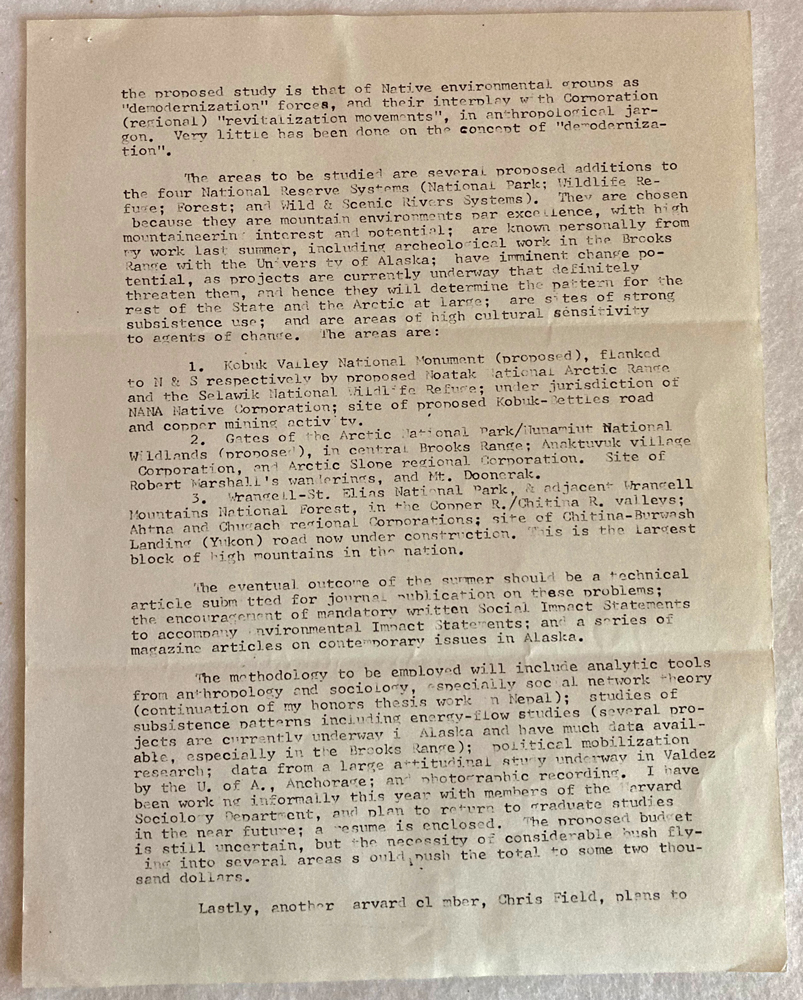 the proposed study is that of Native environmental groups as
"demodernization" forces, and their interplay with Corporation
(regional) "revitalization movements", in anthropological jar-
gon. Very little has been done on the concept of "demoderniza-
tion".
The areas to be studied are several proposed additions to
the four National Reserve Systems (National Park; Wildlife Re-
fuge; Forest; and Wild & Scenic Rivers Systems). They are chosen
because they are mountain environments par excellence, with high
mountaineering interest and potential; are known personally from
my work last summer, including archeological work in the Brooks
Range with the University of Alaska; have imminent change po-
tential, as projects are currently underway that definitely
threaten them, and hence they will determine the pattern for the
rest of the State and the Arctic at large; are sites of strong
subsistence use; and are areas of high cultural sensitivity
to agents of change. The areas are:
1. Kobuk Valley National Monument (proposed), flanked
to N & S respectively by proposed Noatak National Arctic Range
and the Selawik National Wildlife Refuge; under jurisdiction of
NANA Native Corporation; site of proposed Kobuk-Bettles road
and copper mining activity.
2. Gates of the Arctic National Park/Nunamiut National
Wildlands (proposed), in central Brooks Range; Anaktuvuk village
Corporation, and Arctic Slope regional Corporation. Site of
Robert Marshall's wanderings, and Mt. Doonerak.
3. Wrangell-St. Elias National Park, & adjacent Wrangell
Mountains National Forest, in the Copper R./Chitina R. valleys;
Ahtna and Chugach regional Corporations; site of Chitina-Burwash
Landing (Yukon) road now under construction. This is the largest
block of high mountains in the nation.
The eventual outcome of the summer should be a technical
article submitted for journal publication on these problems;
the encouragement of mandatory written Social Impact Statements
to accompany Environmental Impact Statements; and a series of
magazine articles on contemporary issues in Alaska.
The methodology to be employed will include analytic tools
from anthropology and sociology, especially social network theory
(continuation of my honors thesis work in Nepal); studies of
subsistence patterns including energy-flow studies (several pro-
jects are currently underway in Alaska and have much data avail-
able, especially in the Brooks Range); political mobilization
research; data from a large attitudinal study underway in Valdez
by the U. of A., Anchorage; and photographic recording. I have
been working informally this year with members of the Harvard
Sociology Department, and plan to return to graduate studies
in the near future; a resume is enclosed. The proposed budget
is still uncertain, but the necessity of considerable bush fly-
ing into several areas should push the total to some two thou-
sand dollars.
Lastly, another Harvard climber, Chris Field, plans to